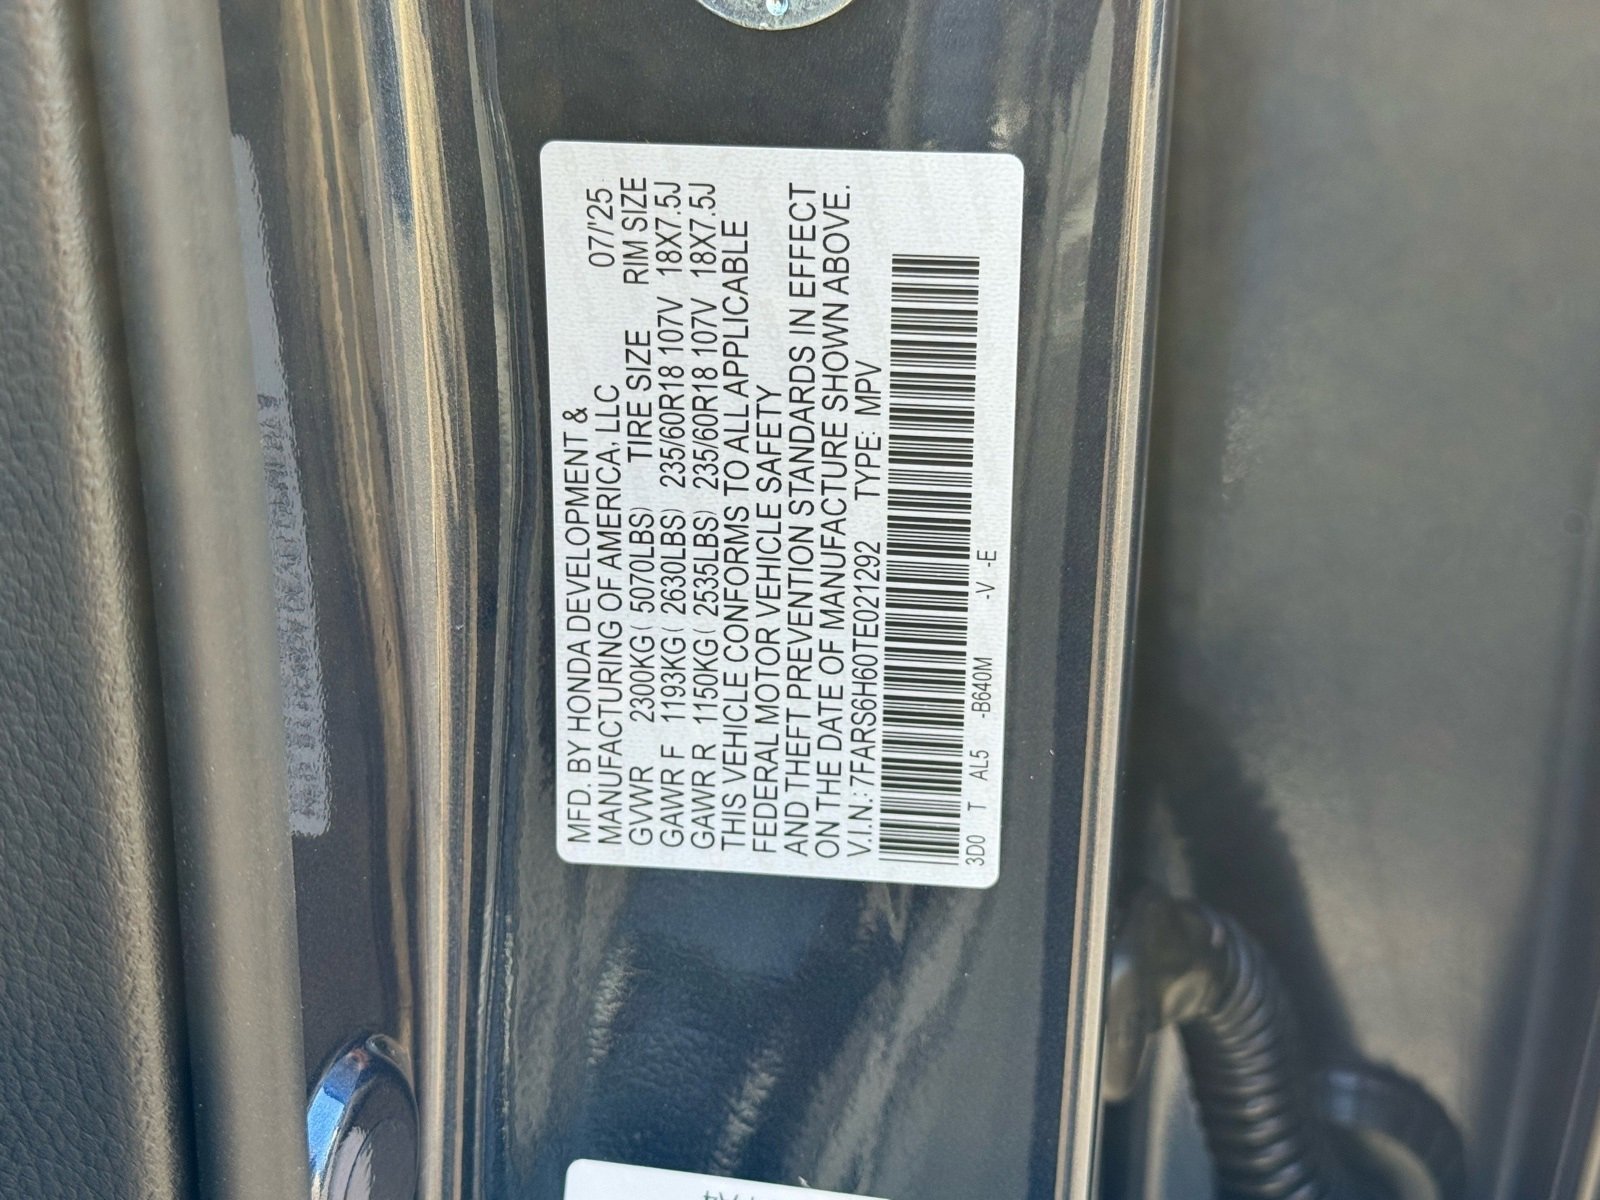 MFD. BY HONDA DEVELOPMENT &
MANUFACTURING OF AMERICA, LLC 07/'25
GVWR 2300KG ( 5070LBS) TIRE SIZE RIM SIZE
GAWR F 1193KG ( 2630LBS) 235/60R18 107V 18X7.5J
GAWR R 1150KG ( 2535LBS) 235/60R18 107V 18X7.5J
THIS VEHICLE CONFORMS TO ALL APPLICABLE
FEDERAL MOTOR VEHICLE SAFETY
AND THEFT PREVENTION STANDARDS IN EFFECT
ON THE DATE OF MANUFACTURE SHOWN ABOVE.
V.I.N.: 7FARS6H60TE021292 TYPE: MPV
3D0 T AL5 -B640M -V -E